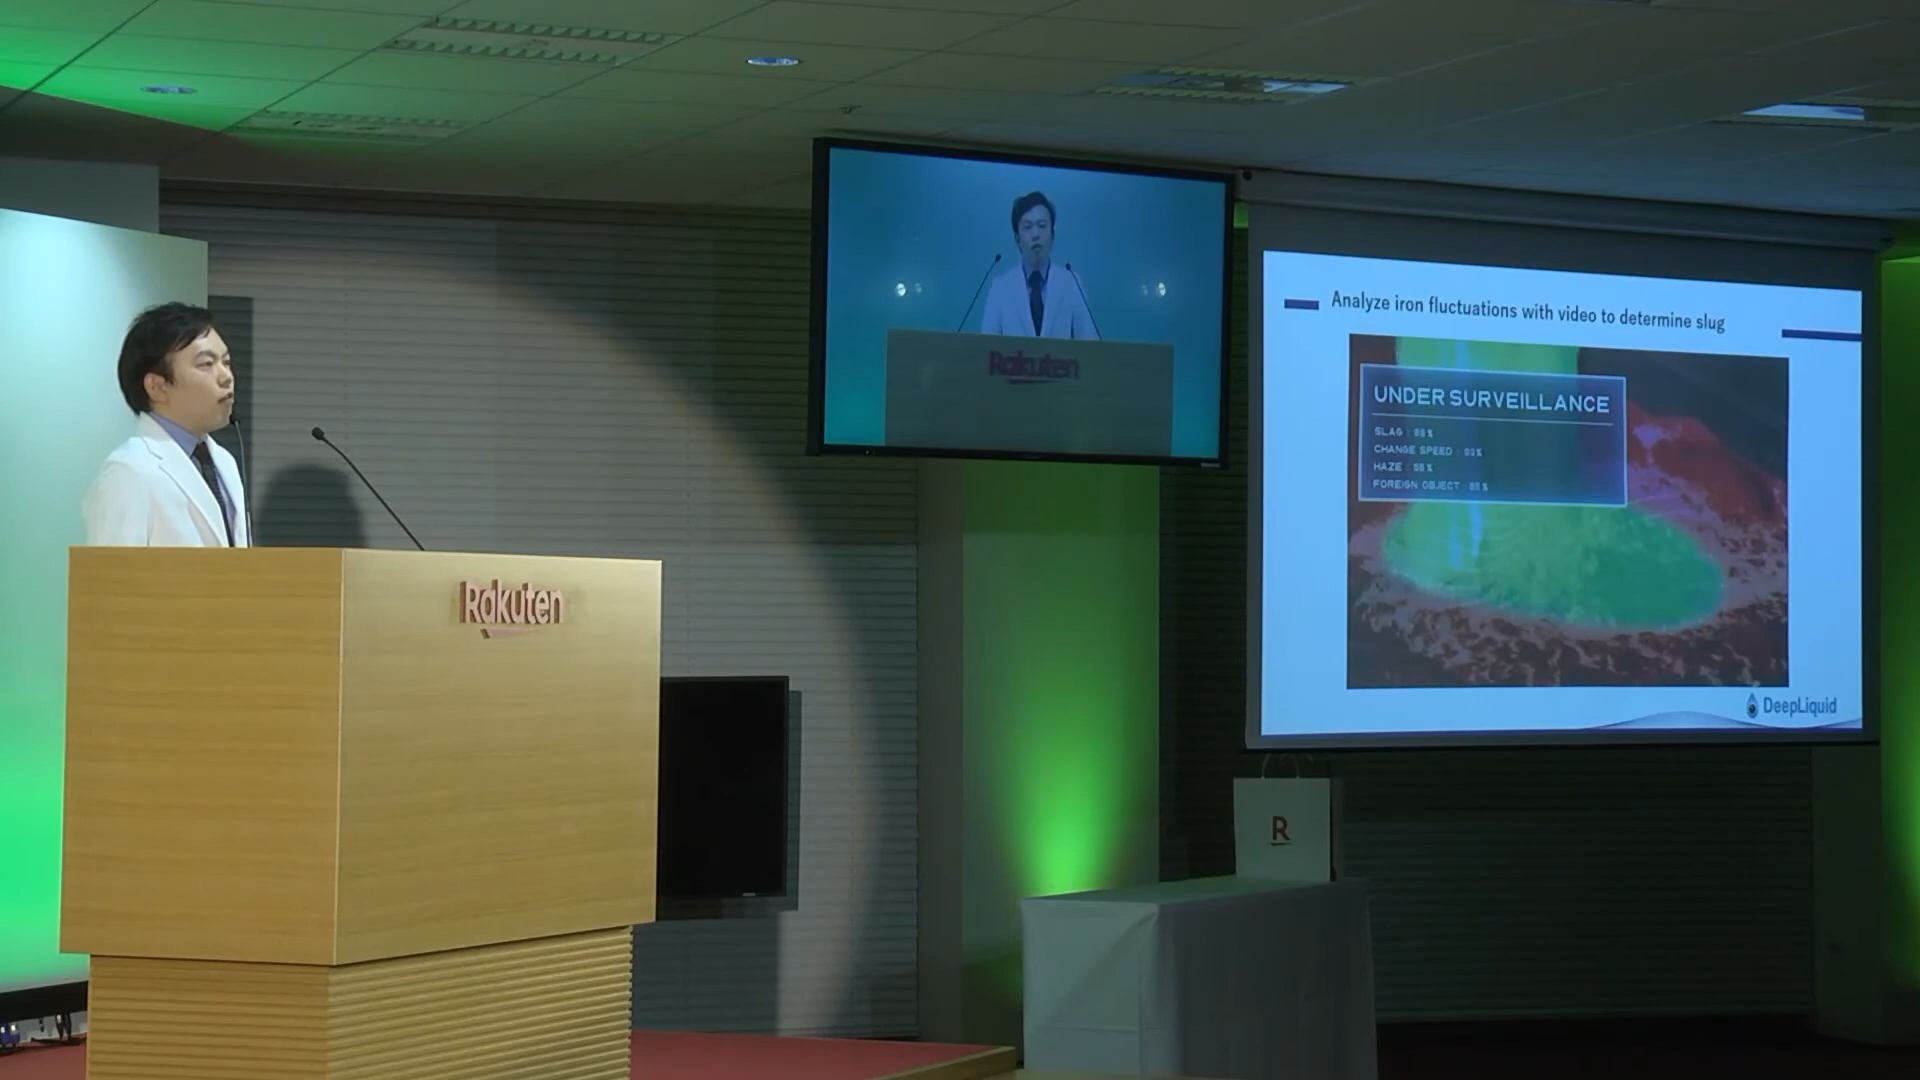 Rakuten
Rakuten
Analyze iron fluctuations with video to determine slug
UNDER SURVEILLANCE
SLAG :
CHANGE SPEED :
HAZE :
FOREIGN OBJECT :
DeepLiquid
R